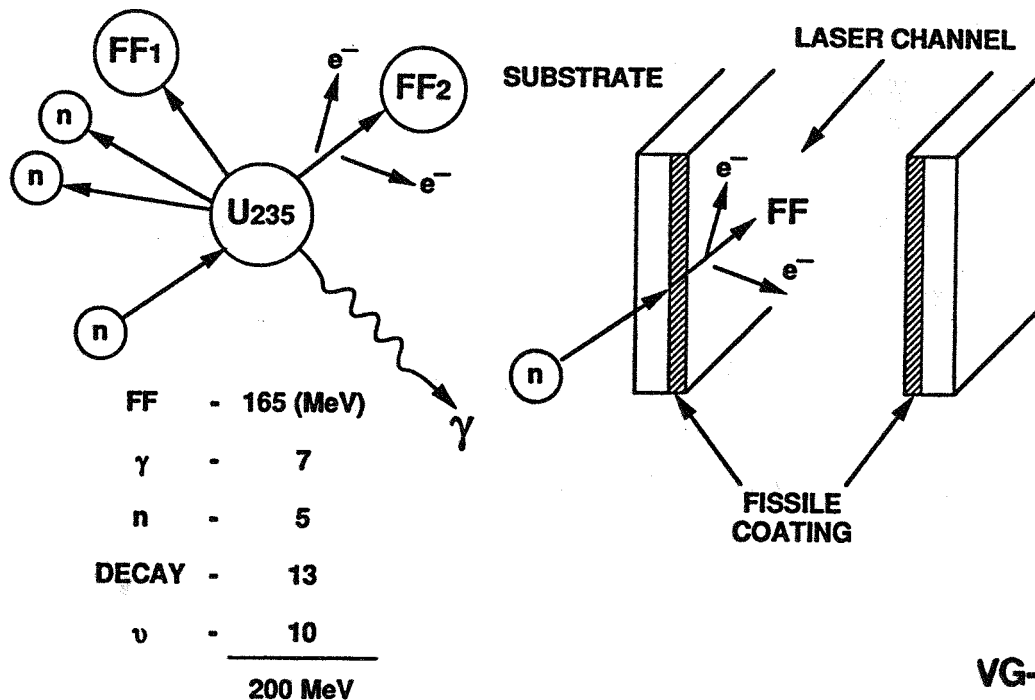 FF1
e−
FF2
n
n
U235
n
γ
FF - 165 (MeV)
γ - 7
n - 5
DECAY - 13
υ - 10
200 MeV
LASER CHANNEL
SUBSTRATE
e−
FF
e−
n
FISSILE
COATING
e−
VG-